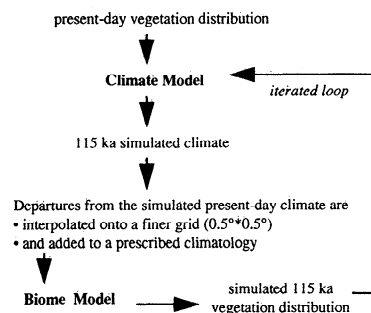 present-day vegetation distribution
Climate Model
iterated loop
115 ka simulated climate
Departures from the simulated present-day climate are
• interpolated onto a finer grid (0.5°*0.5°)
• and added to a prescribed climatology
Biome Model
simulated 115 ka
vegetation distribution